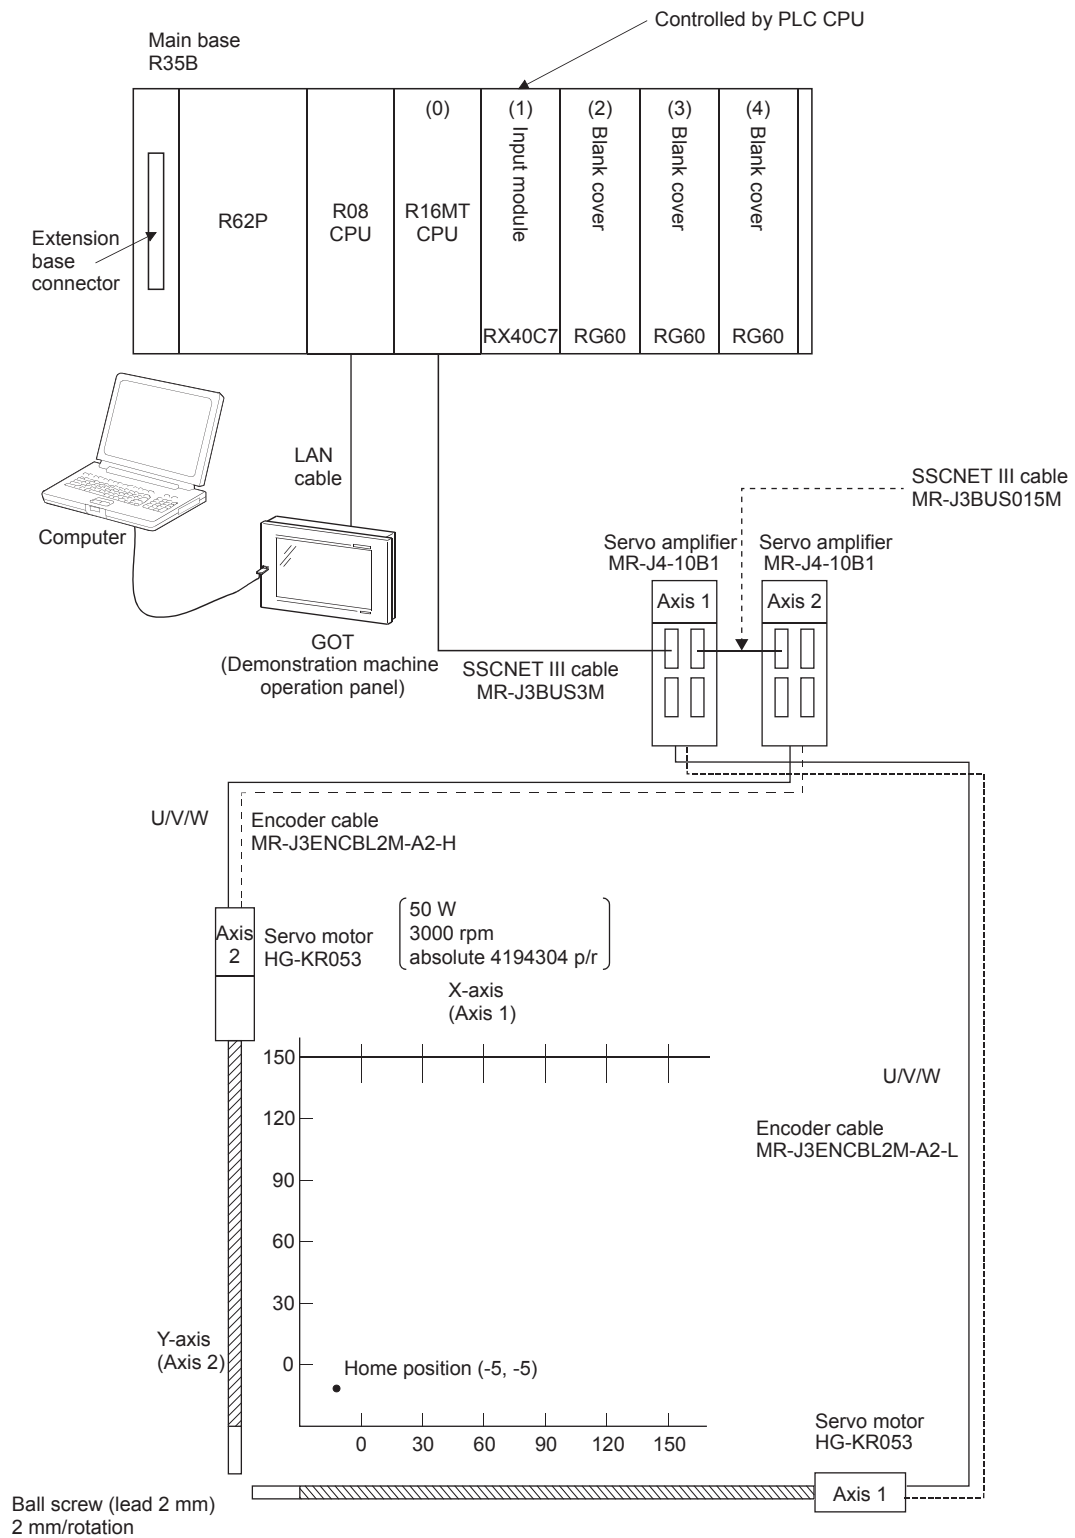 Controlled by PLC CPU
Main base
R35B
(0)
(1)
(2)
(3)
(4)
Input module
Blank cover
Blank cover
Blank cover
R62P
R08
CPU
R16MT
CPU
Extension
base
connector
RX40C7
RG60
RG60
RG60
LAN
cable
SSCNET III cable
MR-J3BUS015M
Computer
Servo amplifier
MR-J4-10B1
Servo amplifier
MR-J4-10B1
Axis 1
Axis 2
GOT
(Demonstration machine
operation panel)
SSCNET III cable
MR-J3BUS3M
U/V/W
Encoder cable
MR-J3ENCBL2M-A2-H
Axis
2
Servo motor
HG-KR053
50 W
3000 rpm
absolute 4194304 p/r
X-axis
(Axis 1)
150
120
90
60
30
0
U/V/W
Encoder cable
MR-J3ENCBL2M-A2-L
Y-axis
(Axis 2)
Home position (-5, -5)
0 30 60 90 120 150
Servo motor
HG-KR053
Axis 1
Ball screw (lead 2 mm)
2 mm/rotation